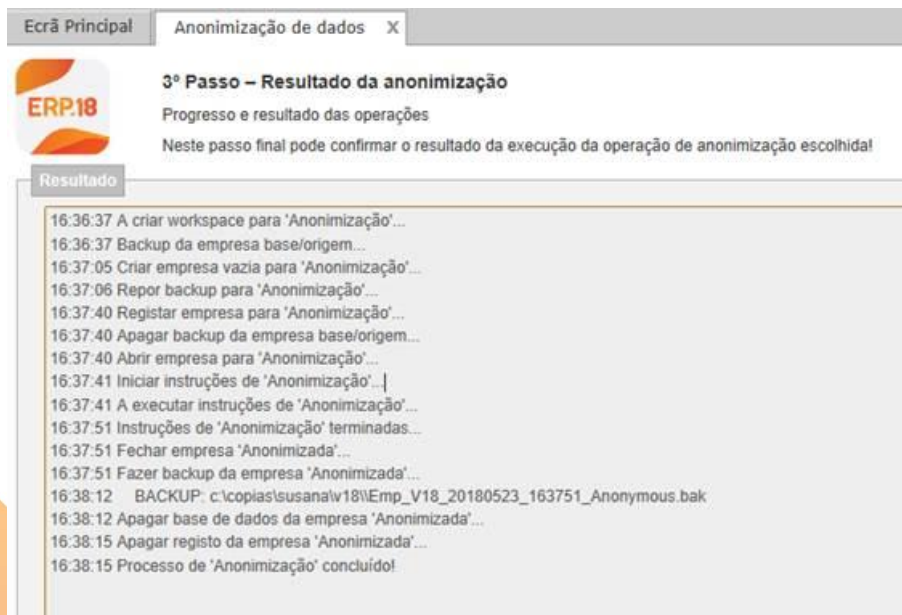 Ecrã Principal
Anonimização de dados X
ERP.18
3º Passo – Resultado da anonimização
Progresso e resultado das operações
Neste passo final pode confirmar o resultado da execução da operação de anonimização escolhida!
Resultado
16:36:37 A criar workspace para 'Anonimização'...
16:36:37 Backup da empresa base/origem...
16:37:05 Criar empresa vazia para 'Anonimização'...
16:37:06 Repor backup para 'Anonimização'...
16:37:40 Registar empresa para 'Anonimização'...
16:37:40 Apagar backup da empresa base/origem...
16:37:40 Abrir empresa para 'Anonimização'...
16:37:41 Iniciar instruções de 'Anonimização'...
16:37:41 A executar instruções de 'Anonimização'...
16:37:51 Instruções de 'Anonimização' terminadas...
16:37:51 Fechar empresa 'Anonimizada'...
16:37:51 Fazer backup da empresa 'Anonimizada'...
16:38:12 BACKUP: c:\copias\susana\v18\\Emp_V18_20180523_163751_Anonymous.bak
16:38:12 Apagar base de dados da empresa 'Anonimizada'...
16:38:15 Apagar registo da empresa 'Anonimizada'...
16:38:15 Processo de 'Anonimização' concluído!